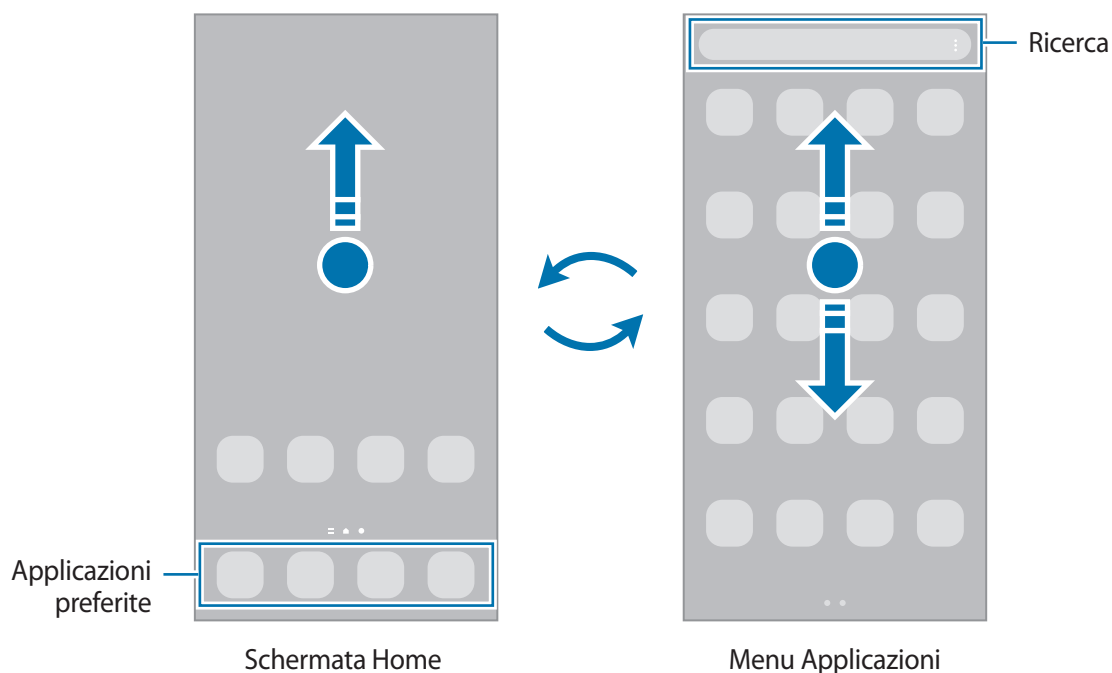 Ricerca
Applicazioni
preferite
Schermata Home
Menu Applicazioni